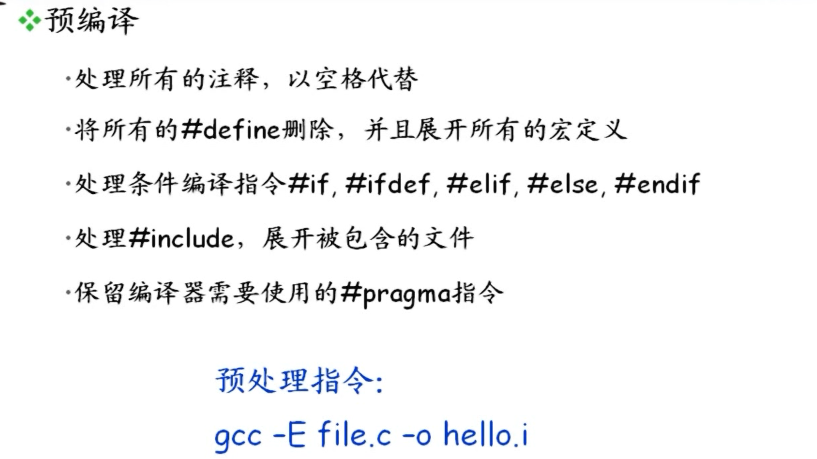 预编译
·处理所有的注释，以空格代替
·将所有的#define删除，并且展开所有的宏定义
·处理条件编译指令#if, #ifdef, #elif, #else, #endif
·处理#include，展开被包含的文件
·保留编译器需要使用的#pragma指令
预处理指令：
gcc -E file.c -o hello.i